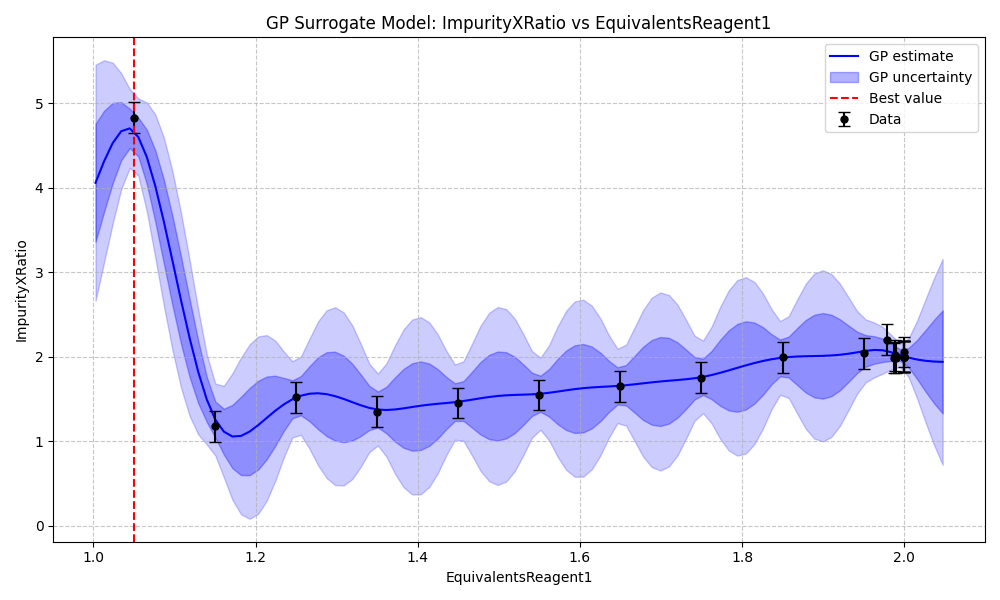 GP Surrogate Model: ImpurityXRatio vs EquivalentsReagent1
GP estimate
GP uncertainty
Best value
Data
ImpurityXRatio
5
4
3
2
1
0
1.0 1.2 1.4 1.6 1.8 2.0
EquivalentsReagent1